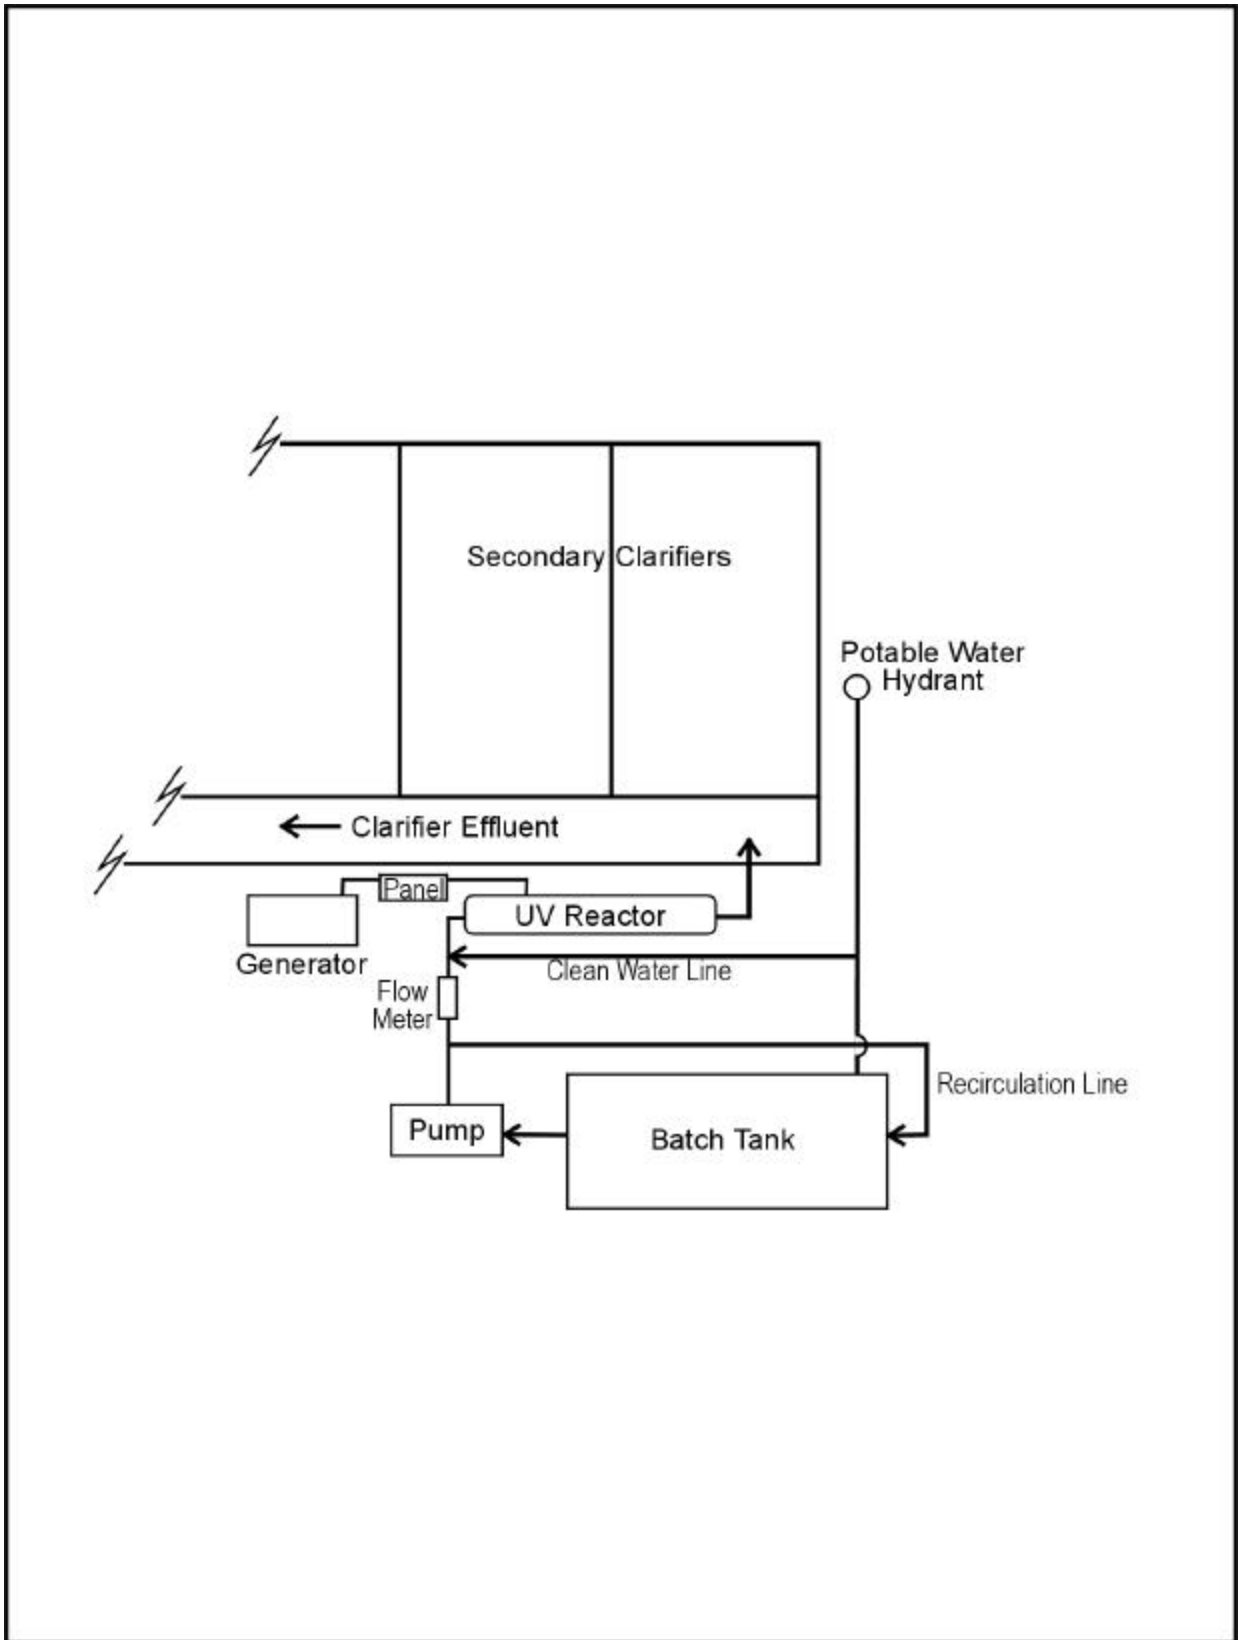 Secondary Clarifiers
Potable Water
Hydrant
Clarifier Effluent
Panel
UV Reactor
Generator
Clean Water Line
Flow
Meter
Recirculation Line
Pump
Batch Tank